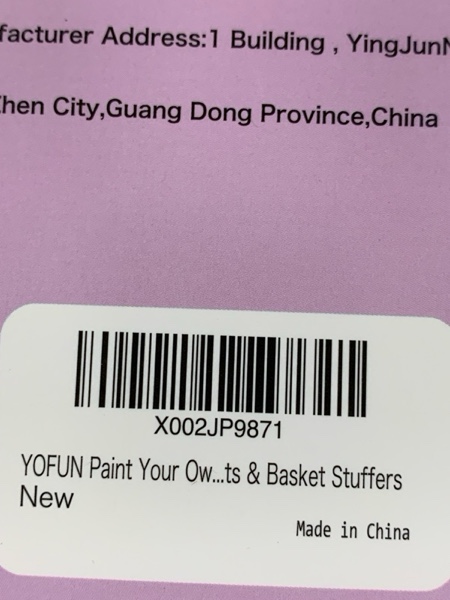 facturer Address:1 Building , YingJun
hen City,Guang Dong Province,China
X002JP9871
YOFUN Paint Your Ow...ts & Basket Stuffers
New
Made in China